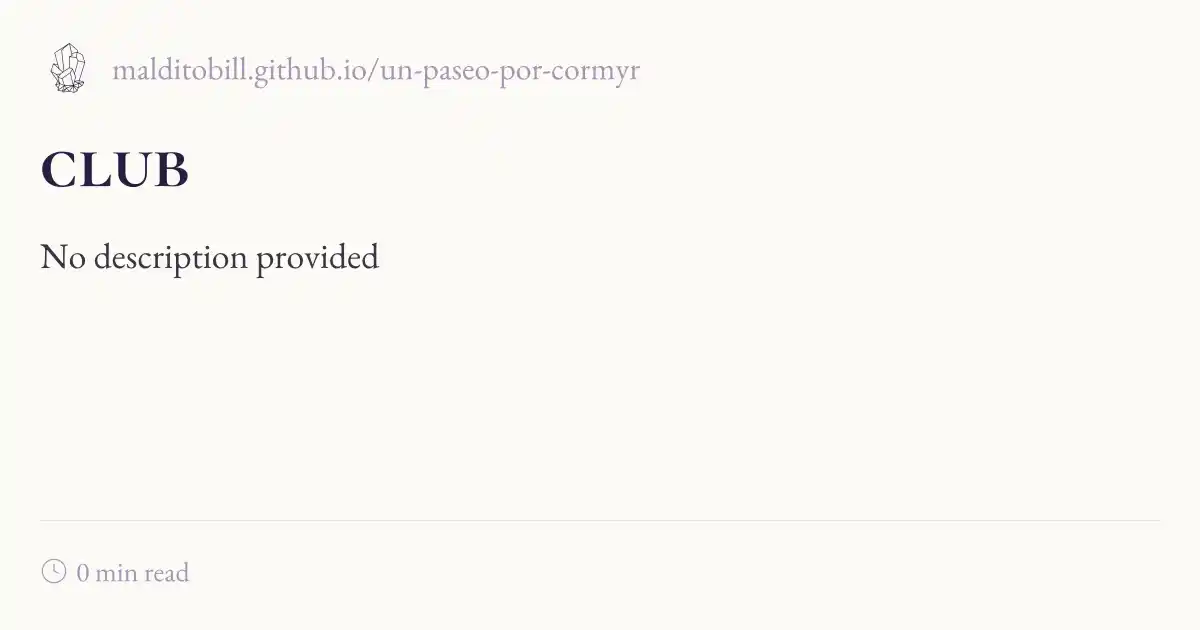 malditobill.github.io/un-paseo-por-cormyr
CLUB
No description provided
0 min read